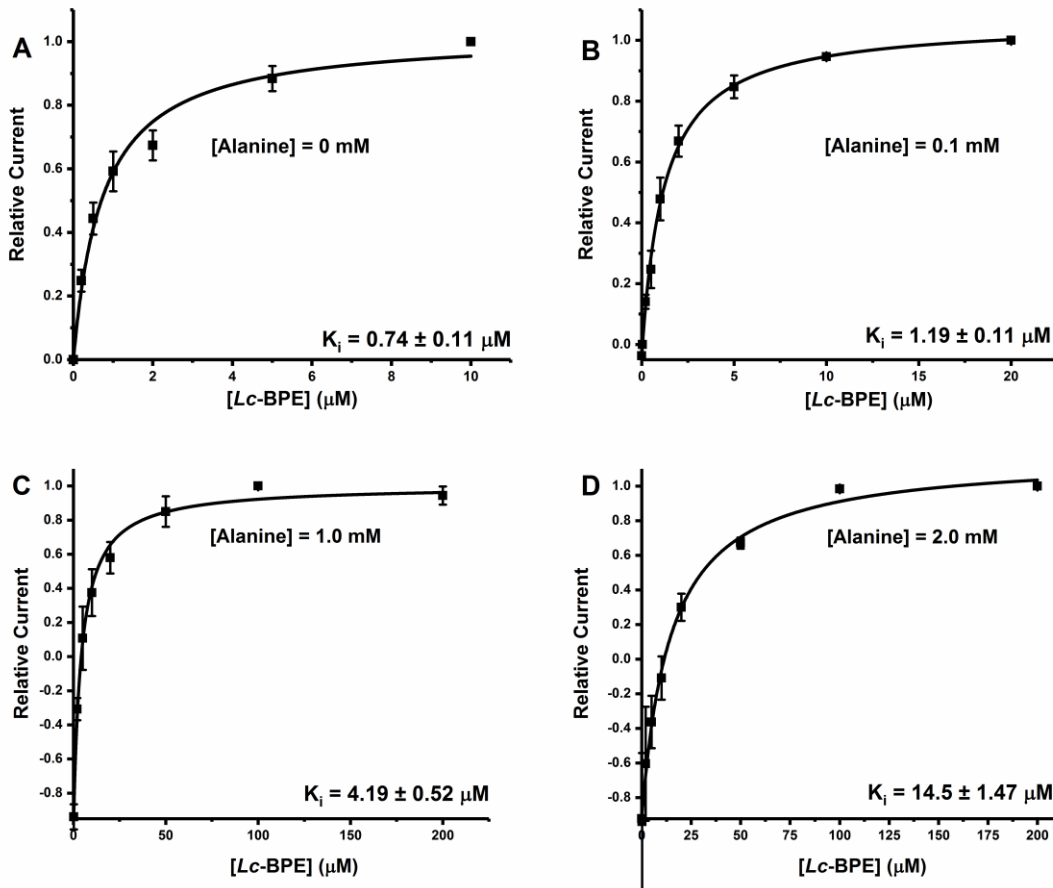 A
Relative Current
1.0
0.8
0.6
0.4
0.2
0.0
[Alanine] = 0 mM
Ki = 0.74 ± 0.11 µM
0 2 4 6 8 10
[Lc-BPE] (µM)
B
Relative Current
1.0
0.8
0.6
0.4
0.2
0.0
[Alanine] = 0.1 mM
Ki = 1.19 ± 0.11 µM
0 5 10 15 20
[Lc-BPE] (µM)
C
Relative Current
1.0
0.8
0.6
0.4
0.2
0.0
-0.2
-0.4
-0.6
-0.8
[Alanine] = 1.0 mM
Ki = 4.19 ± 0.52 µM
0 50 100 150 200
[Lc-BPE] (µM)
D
Relative Current
1.0
0.8
0.6
0.4
0.2
0.0
-0.2
-0.4
-0.6
-0.8
[Alanine] = 2.0 mM
Ki = 14.5 ± 1.47 µM
0 25 50 75 100 125 150 175 200
[Lc-BPE] (µM)